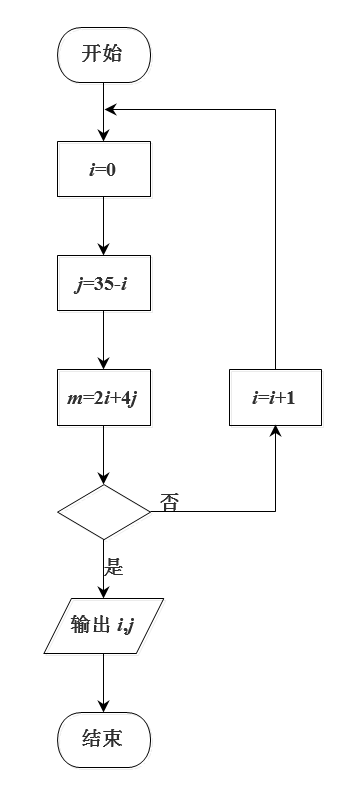 开始
i=0
j=35-i
m=2i+4j
i=i+1
否
是
输出 i,j
结束